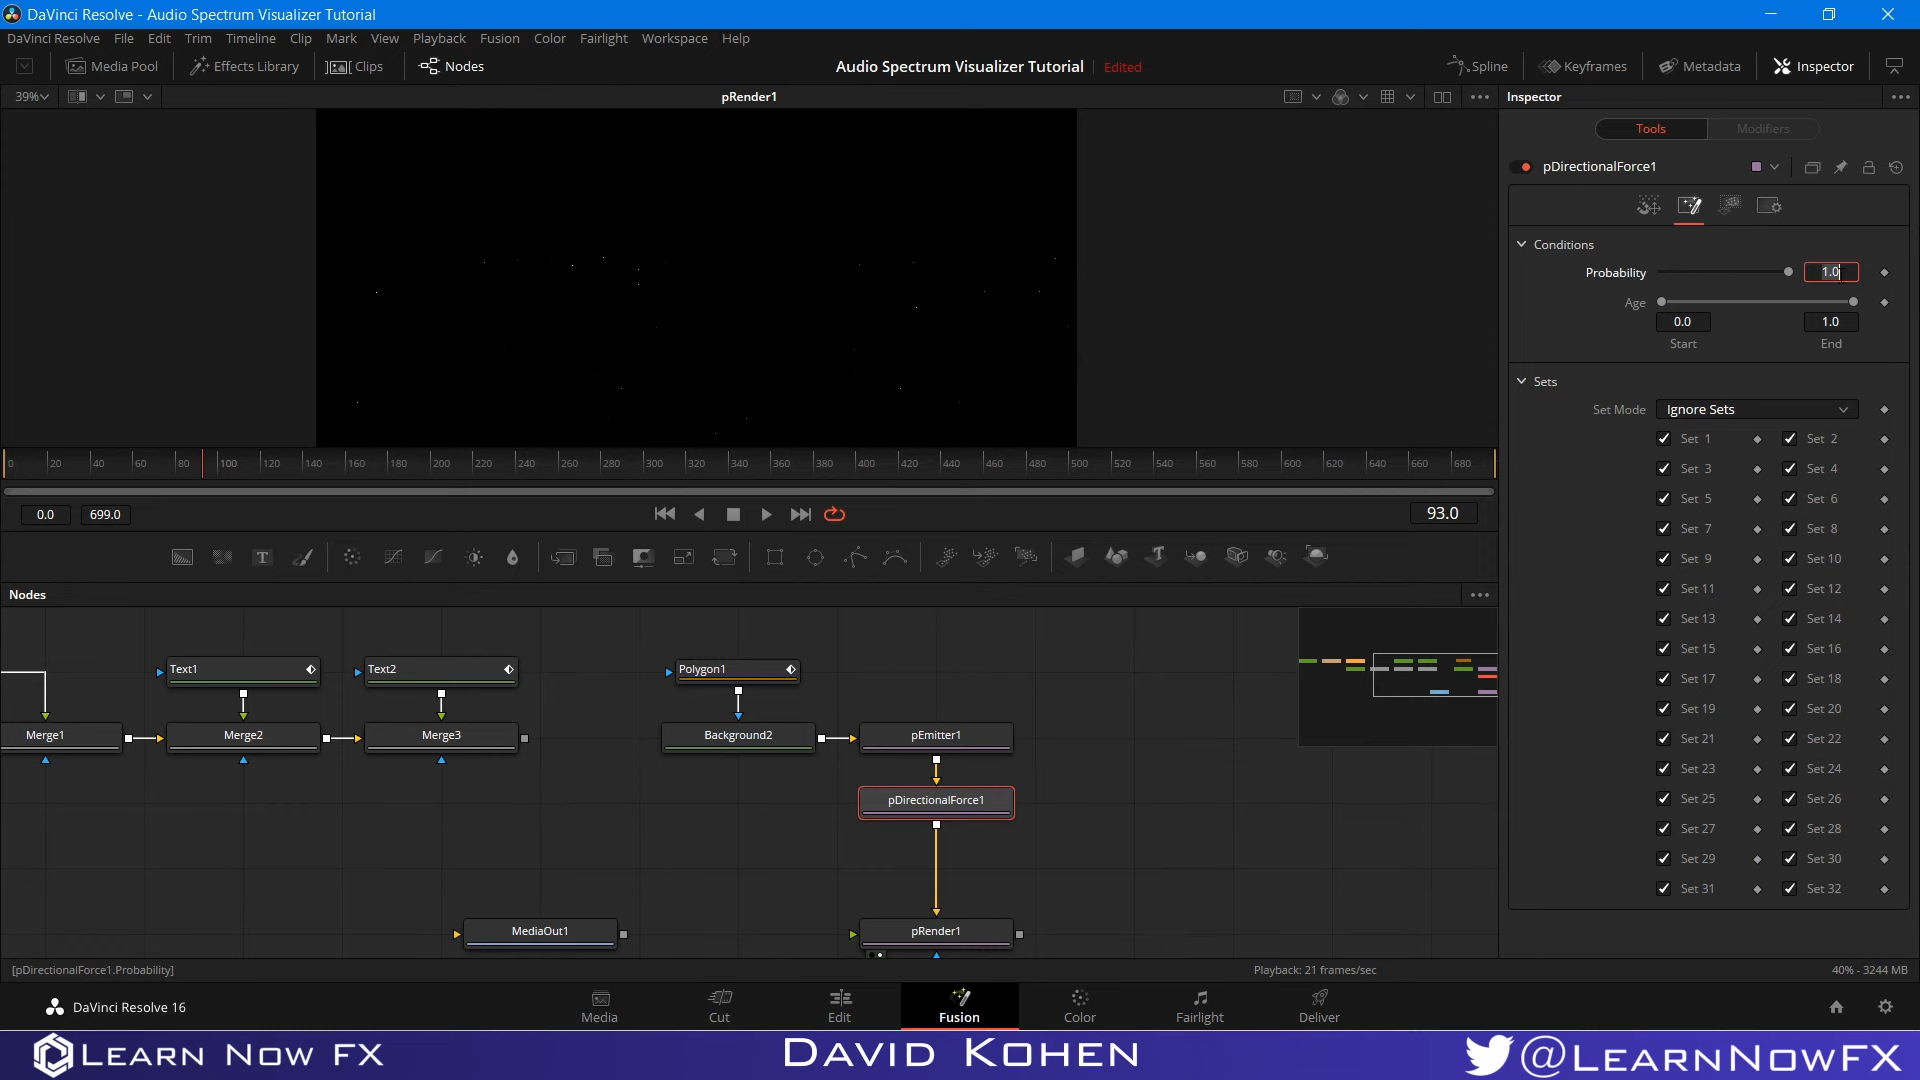 DaVinci Resolve - Audio Spectrum Visualizer Tutorial
DaVinci Resolve File Edit Trim Timeline Clip Mark View Playback Fusion Color Fairlight Workspace Help
Media Pool Effects Library Clips Nodes Audio Spectrum Visualizer Tutorial Edited Spline Keyframes Metadata Inspector
39% pRender1 Inspector
Tools Modifiers
pDirectionalForce1
Conditions
Probability 1.0
Age
0.0 1.0
Start End
Sets
Set Mode Ignore Sets
Set 1 Set 2
Set 3 Set 4
Set 5 Set 6
Set 7 Set 8
Set 9 Set 10
Set 11 Set 12
Set 13 Set 14
Set 15 Set 16
Set 17 Set 18
Set 19 Set 20
Set 21 Set 22
Set 23 Set 24
Set 25 Set 26
Set 27 Set 28
Set 29 Set 30
Set 31 Set 32
0 20 40 60 80 100 120 140 160 180 200 220 240 260 280 300 320 340 360 380 400 420 440 460 480 500 520 540 560 580 600 620 640 660 680
0.0 699.0 93.0
Nodes
Text1 Text2 Polygon1
Merge1 Merge2 Merge3 Background2 pEmitter1
pDirectionalForce1
MediaOut1 pRender1
[pDirectionalForce1.Probability] Playback: 21 frames/sec 40% - 3244 MB
DaVinci Resolve 16 Media Cut Edit Fusion Color Fairlight Deliver
Learn Now FX David Kohen @LearnNowFX